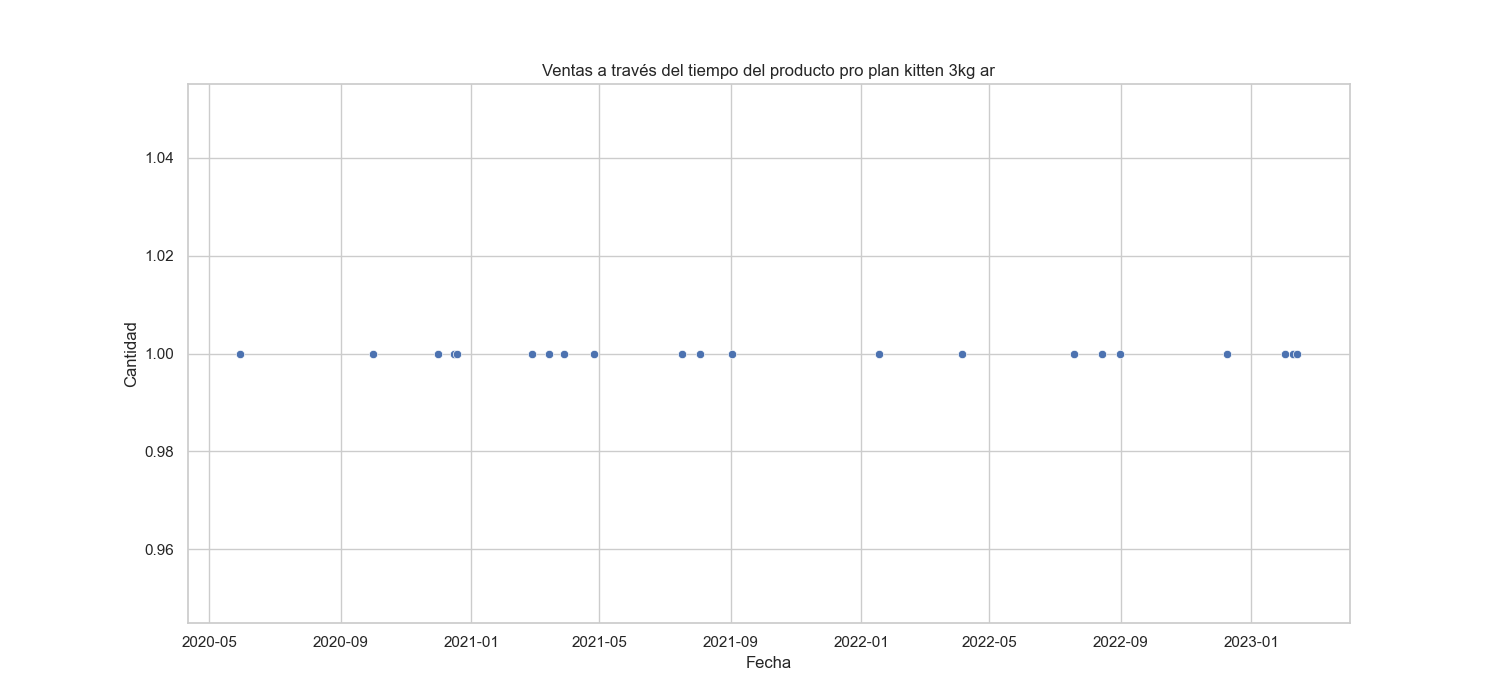 Ventas a través del tiempo del producto pro plan kitten 3kg ar
1.04
1.02
1.00
0.98
0.96
Cantidad
2020-05 2020-09 2021-01 2021-05 2021-09 2022-01 2022-05 2022-09 2023-01
Fecha